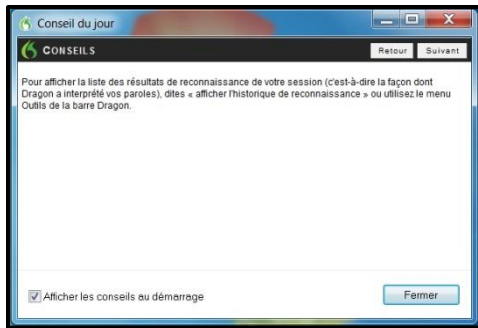 Conseil du jour
CONSEILS
Retour Suivant
Pour afficher la liste des résultats de reconnaissance de votre session (c'est-à-dire la façon dont
Dragon a interprété vos paroles), dites « afficher l'historique de reconnaissance » ou utilisez le menu
Outils de la barre Dragon.
Afficher les conseils au démarrage
Fermer